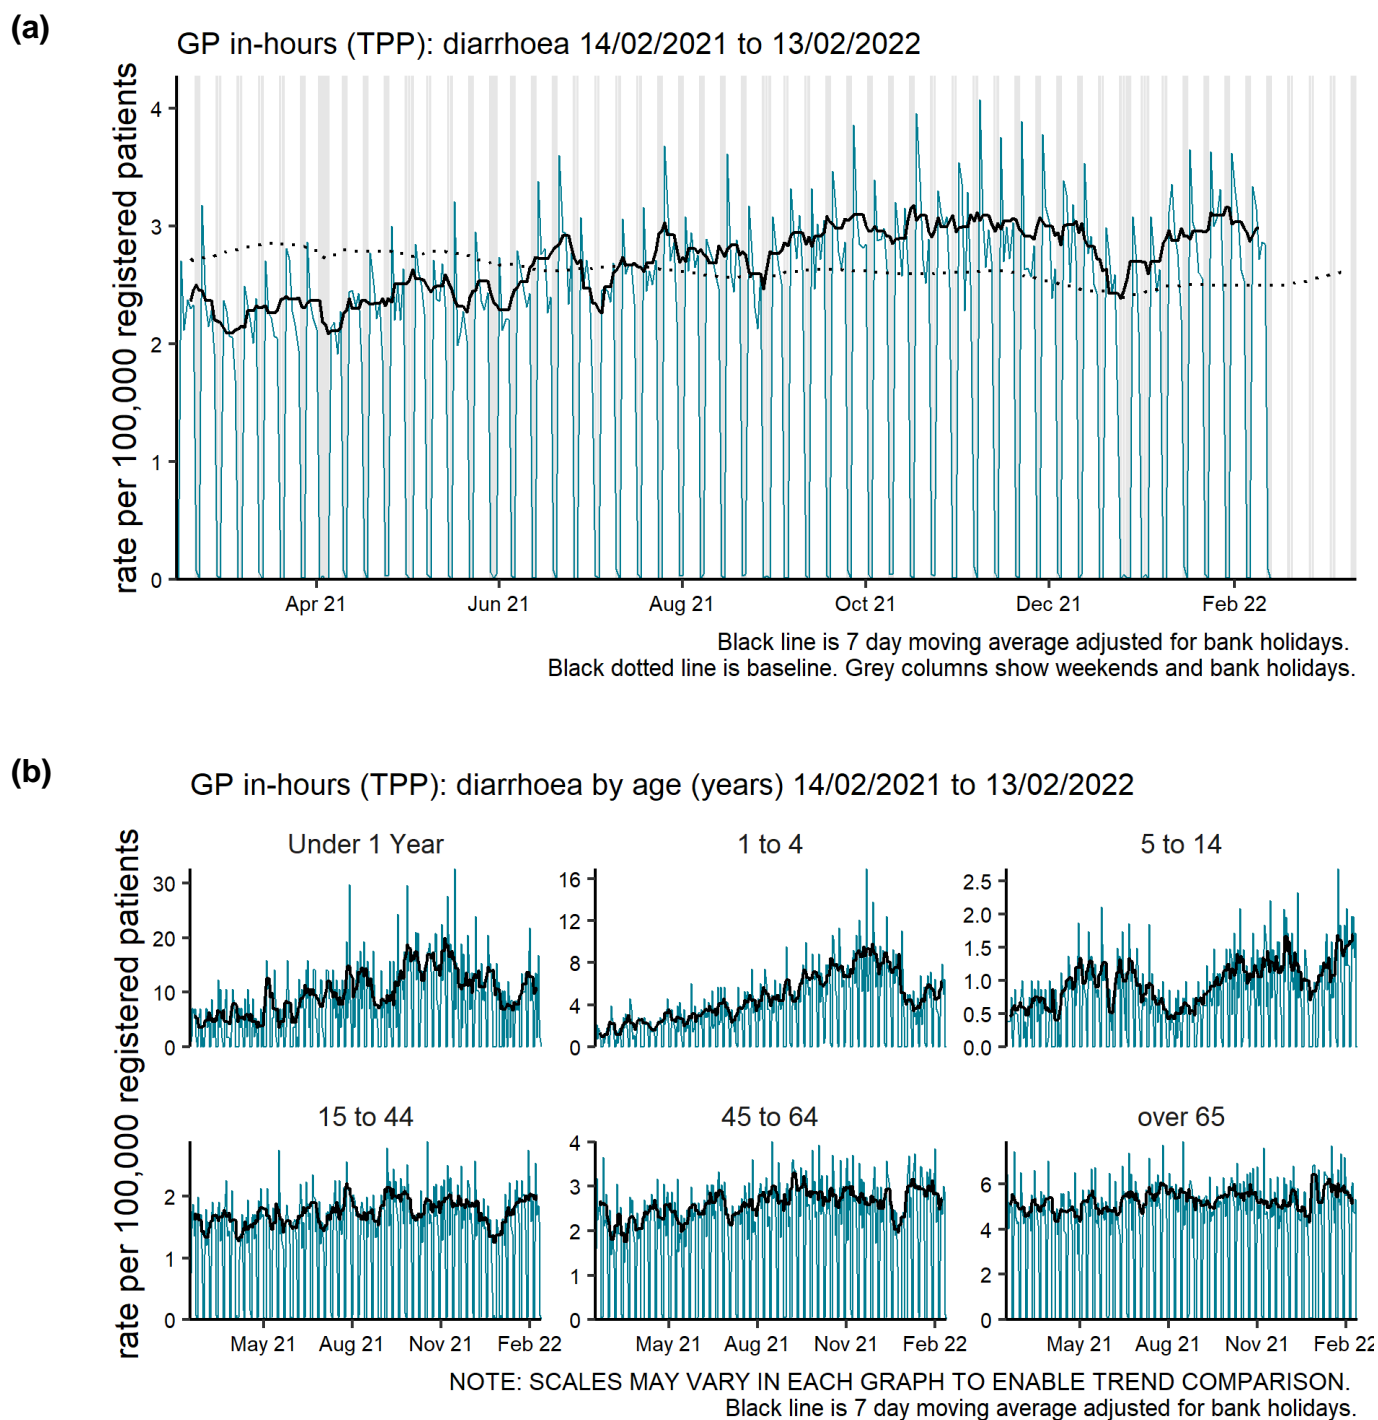 (a)
GP in-hours (TPP): diarrhoea 14/02/2021 to 13/02/2022
rate per 100,000 registered patients
4
3
2
1
0
Apr 21 Jun 21 Aug 21 Oct 21 Dec 21 Feb 22
Black line is 7 day moving average adjusted for bank holidays.
Black dotted line is baseline. Grey columns show weekends and bank holidays.
(b)
GP in-hours (TPP): diarrhoea by age (years) 14/02/2021 to 13/02/2022
rate per 100,000 registered patients
Under 1 Year
30
20
10
0
1 to 4
16
12
8
4
0
5 to 14
2.5
2.0
1.5
1.0
0.5
0.0
15 to 44
2
1
0
May 21 Aug 21 Nov 21 Feb 22
45 to 64
4
3
2
1
0
May 21 Aug 21 Nov 21 Feb 22
over 65
6
4
2
0
May 21 Aug 21 Nov 21 Feb 22
NOTE: SCALES MAY VARY IN EACH GRAPH TO ENABLE TREND COMPARISON.
Black line is 7 day moving average adjusted for bank holidays.